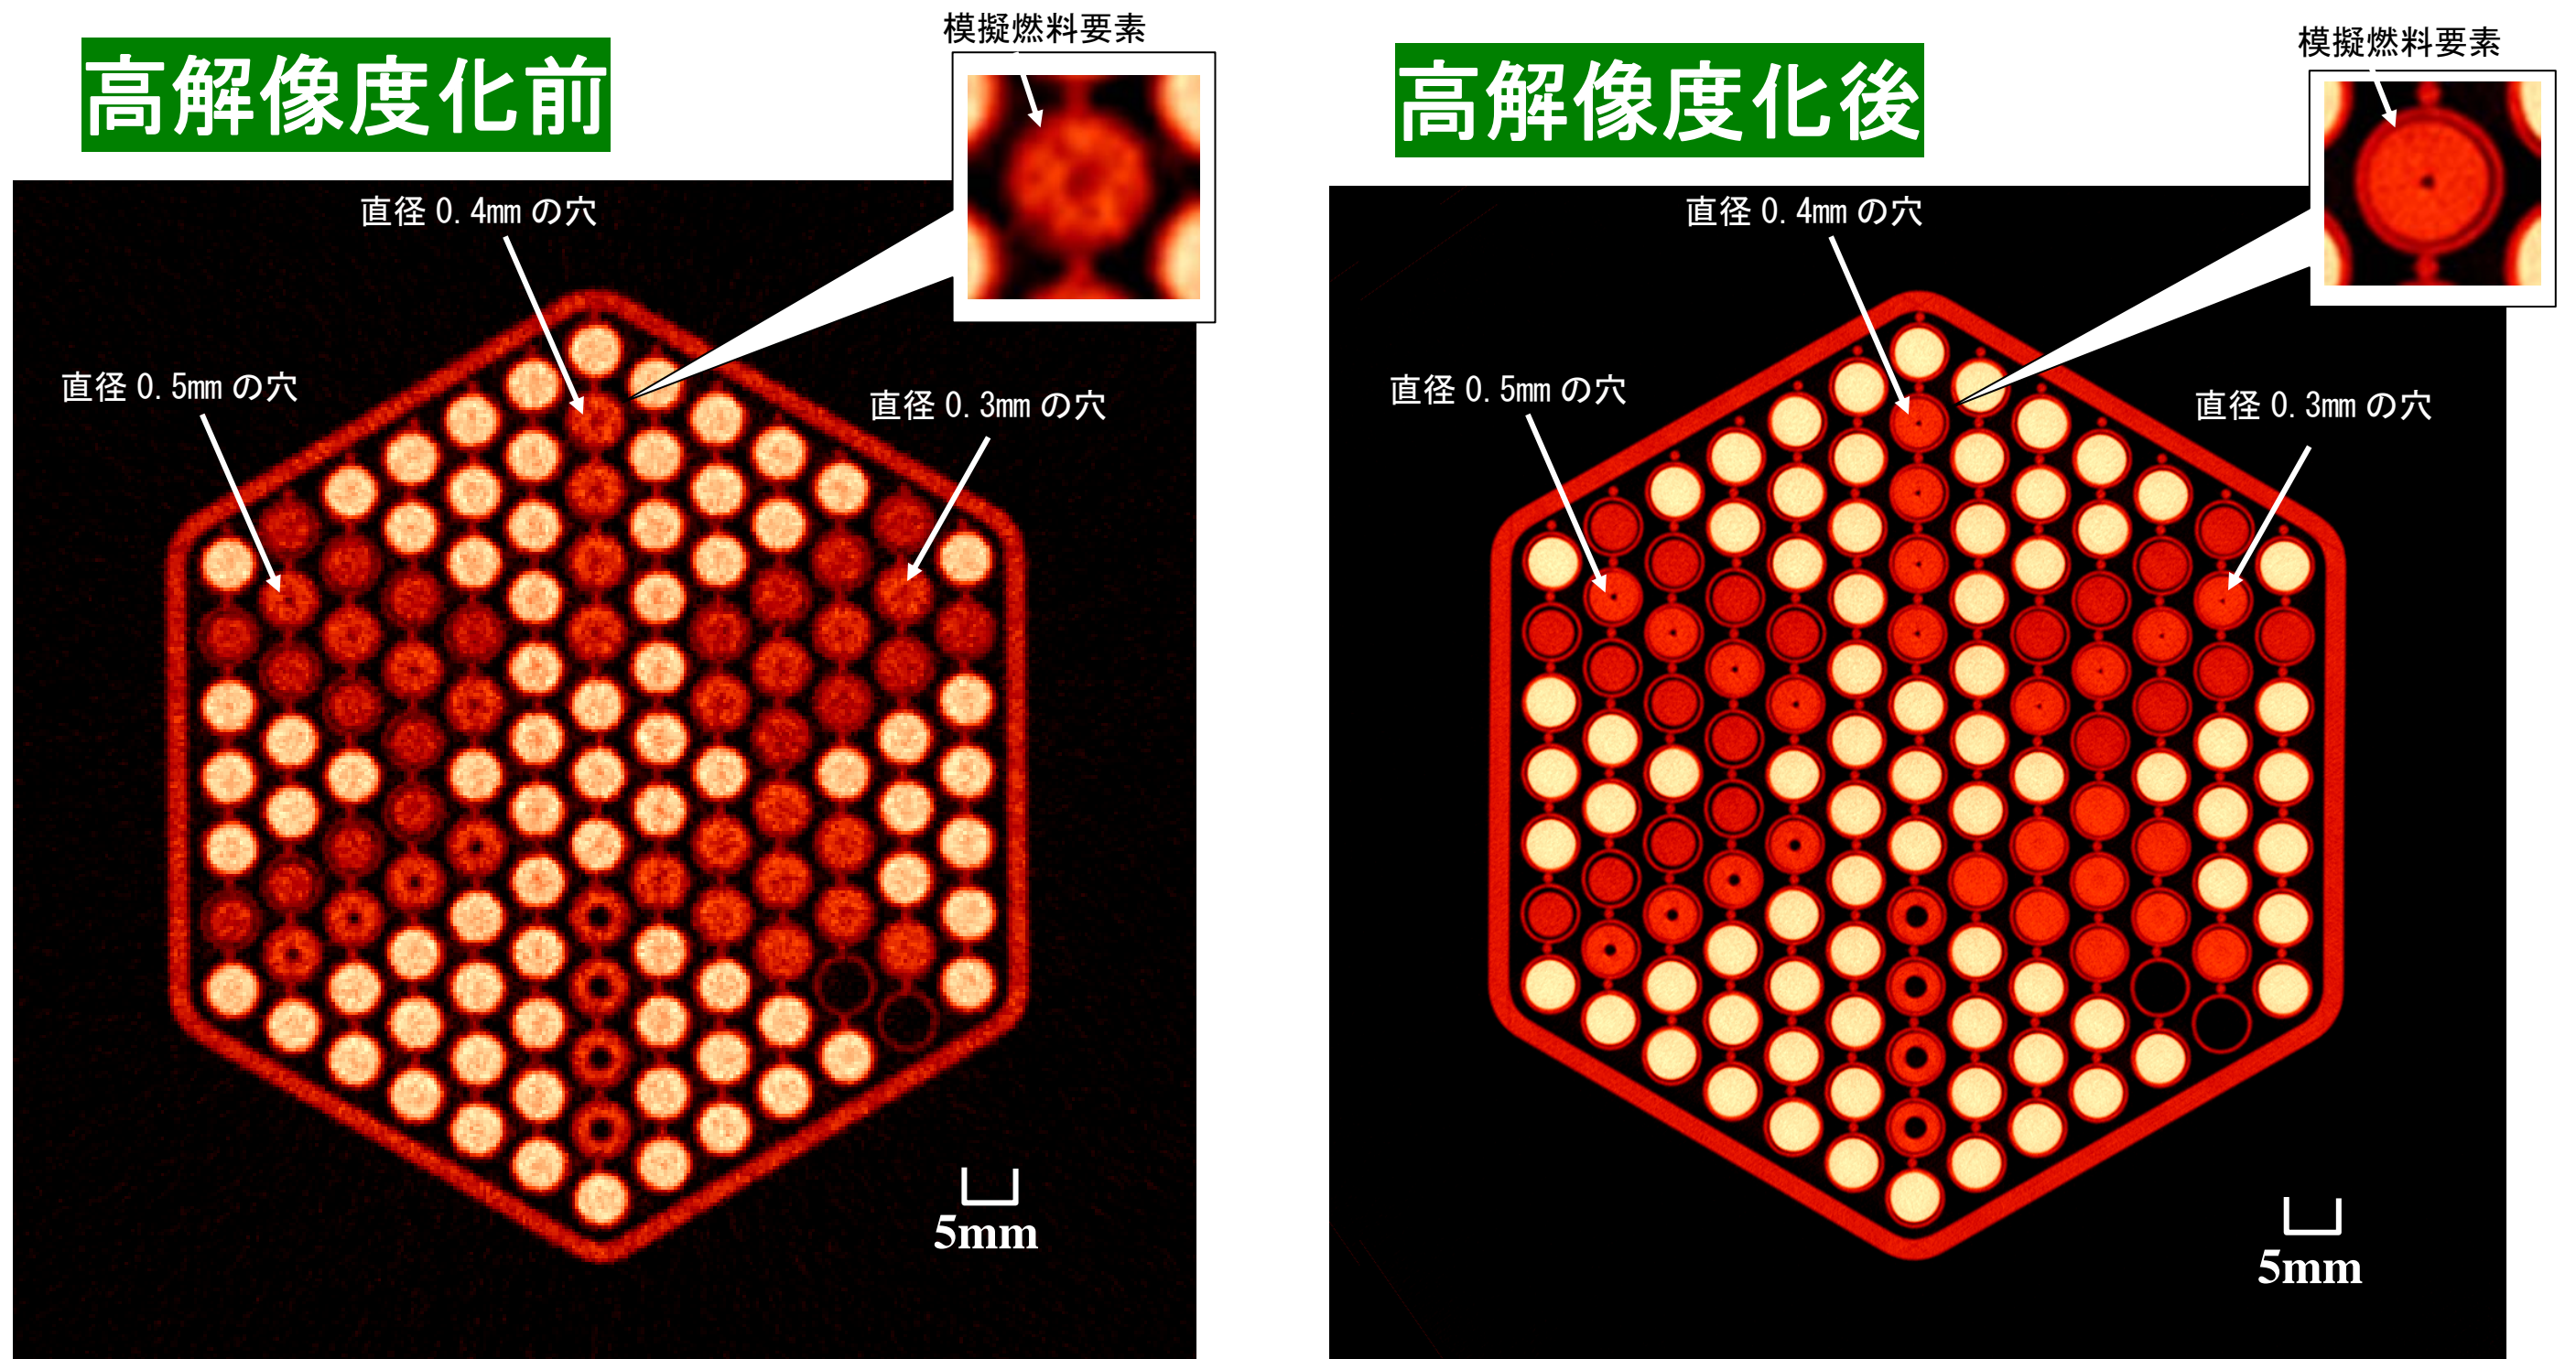 高解像度化前
模擬燃料要素
直径 0.4mm の穴
直径 0.5mm の穴
直径 0.3mm の穴
5mm
高解像度化後
模擬燃料要素
直径 0.4mm の穴
直径 0.5mm の穴
直径 0.3mm の穴
5mm